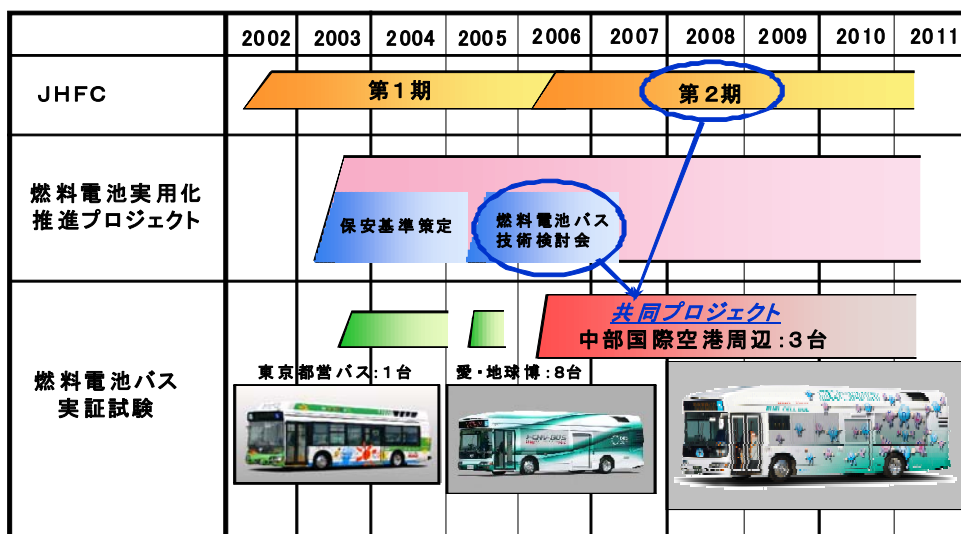 2002 2003 2004 2005 2006 2007 2008 2009 2010 2011
JHFC
第1期
第2期
燃料電池実用化
推進プロジェクト
保安基準策定
燃料電池バス
技術検討会
燃料電池バス
実証試験
共同プロジェクト
中部国際空港周辺:3台
東京都営バス:1台
愛・地球博:8台